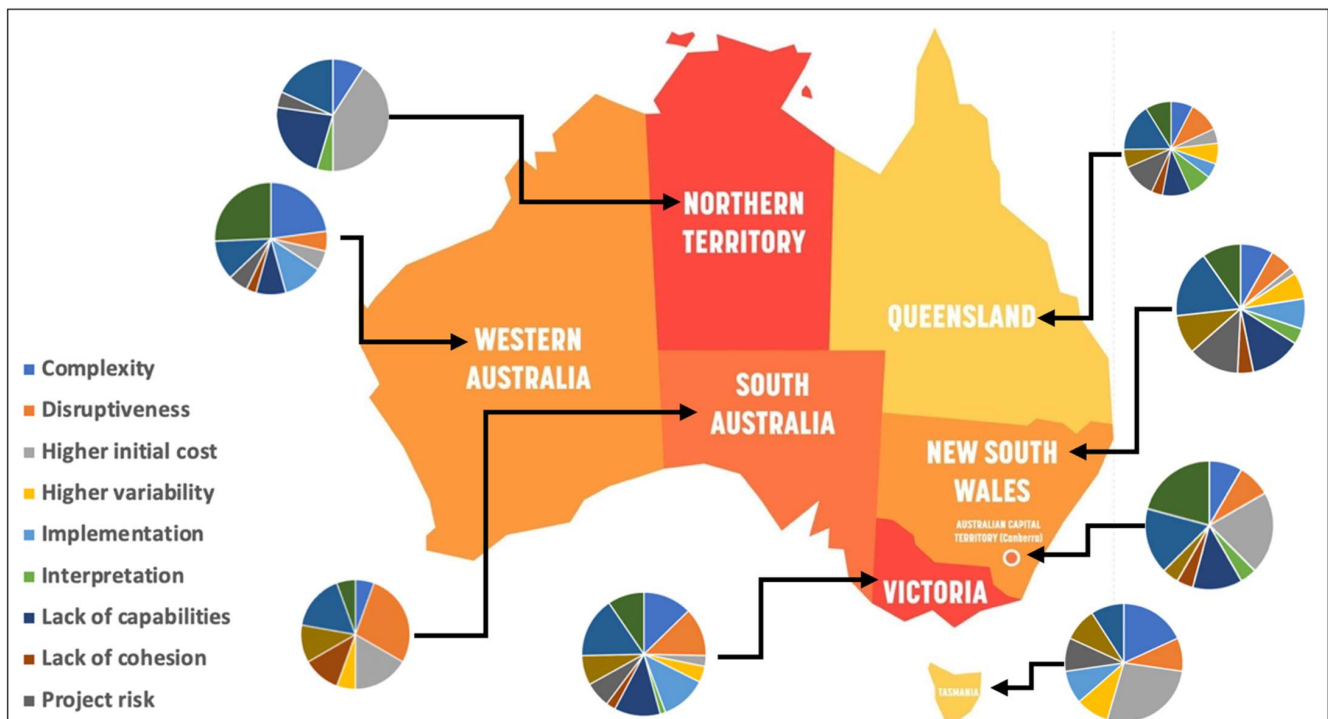 NORTHERN
TERRITORY
QUEENSLAND
WESTERN
AUSTRALIA
SOUTH
AUSTRALIA
NEW SOUTH
WALES
AUSTRALIAN CAPITAL
TERRITORY (Canberra)
VICTORIA
TASMANIA
Complexity
Disruptiveness
Higher initial cost
Higher variability
Implementation
Interpretation
Lack of capabilities
Lack of cohesion
Project risk